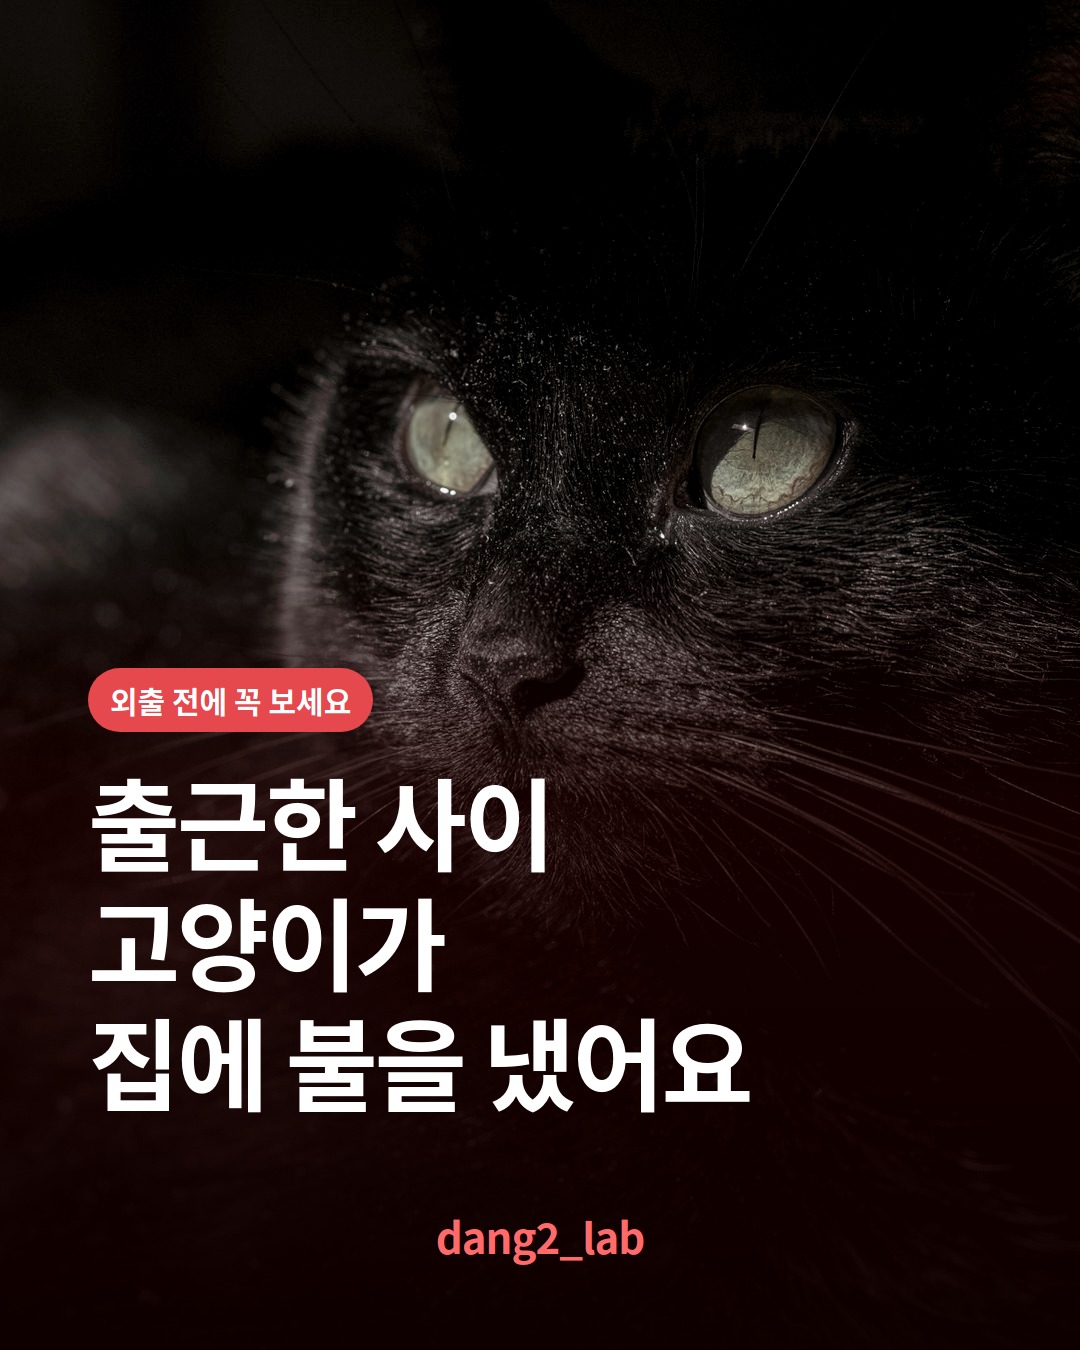 외출 전에 꼭 보세요
출근한 사이
고양이가
집에 불을 냈어요
dang2_lab